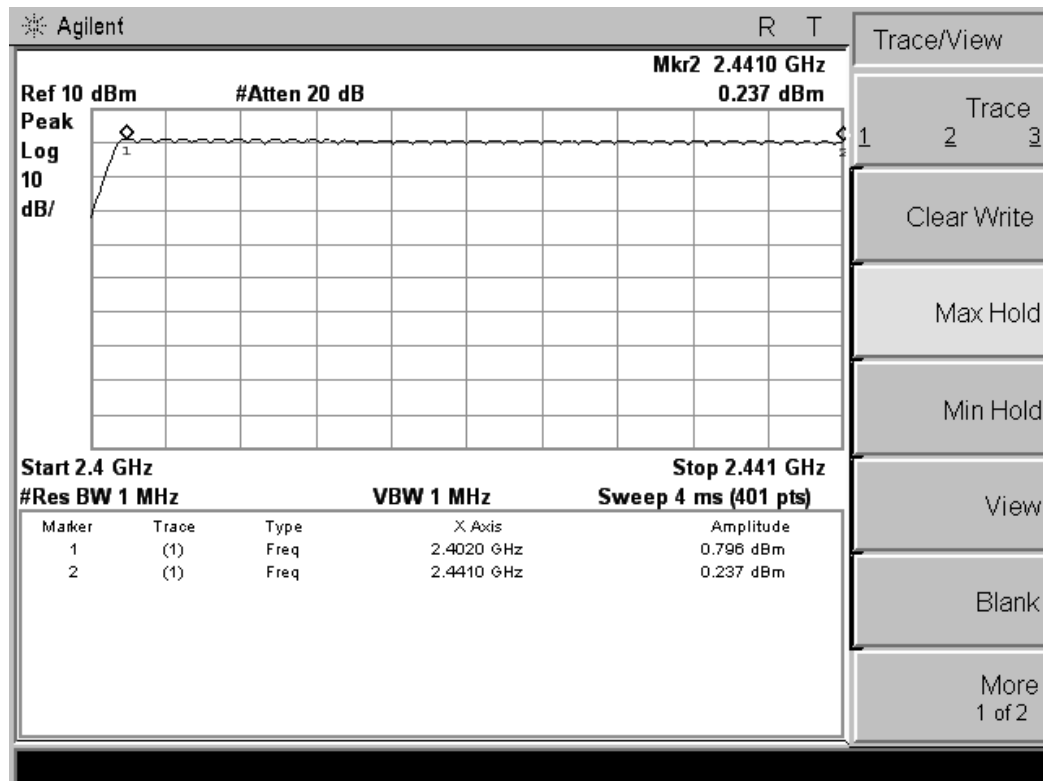 Agilent R T
Mkr2 2.4410 GHz
Ref 10 dBm #Atten 20 dB 0.237 dBm
Peak
Log
10
dB/
1
2
Start 2.4 GHz Stop 2.441 GHz
#Res BW 1 MHz VBW 1 MHz Sweep 4 ms (401 pts)
Marker Trace Type X Axis Amplitude
1 (1) Freq 2.4020 GHz 0.796 dBm
2 (1) Freq 2.4410 GHz 0.237 dBm
Trace/View
Trace
1 2 3
Clear Write
Max Hold
Min Hold
View
Blank
More
1 of 2